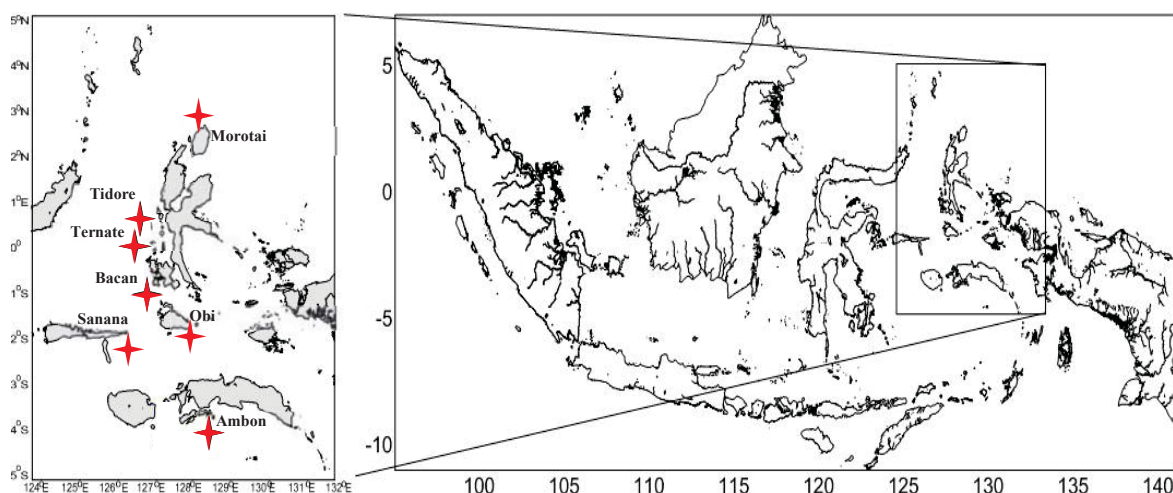 5°N
4°N
3°N
2°N
1°E
0°
1°S
2°S
3°S
4°S
5°S
124°E
125°E
126°E
127°E
128°E
129°E
130°E
131°E
132°E
Morotai
Tidore
Ternate
Bacan
Sanana
Obi
Ambon
5
0
-5
-10
100 105 110 115 120 125 130 135 140